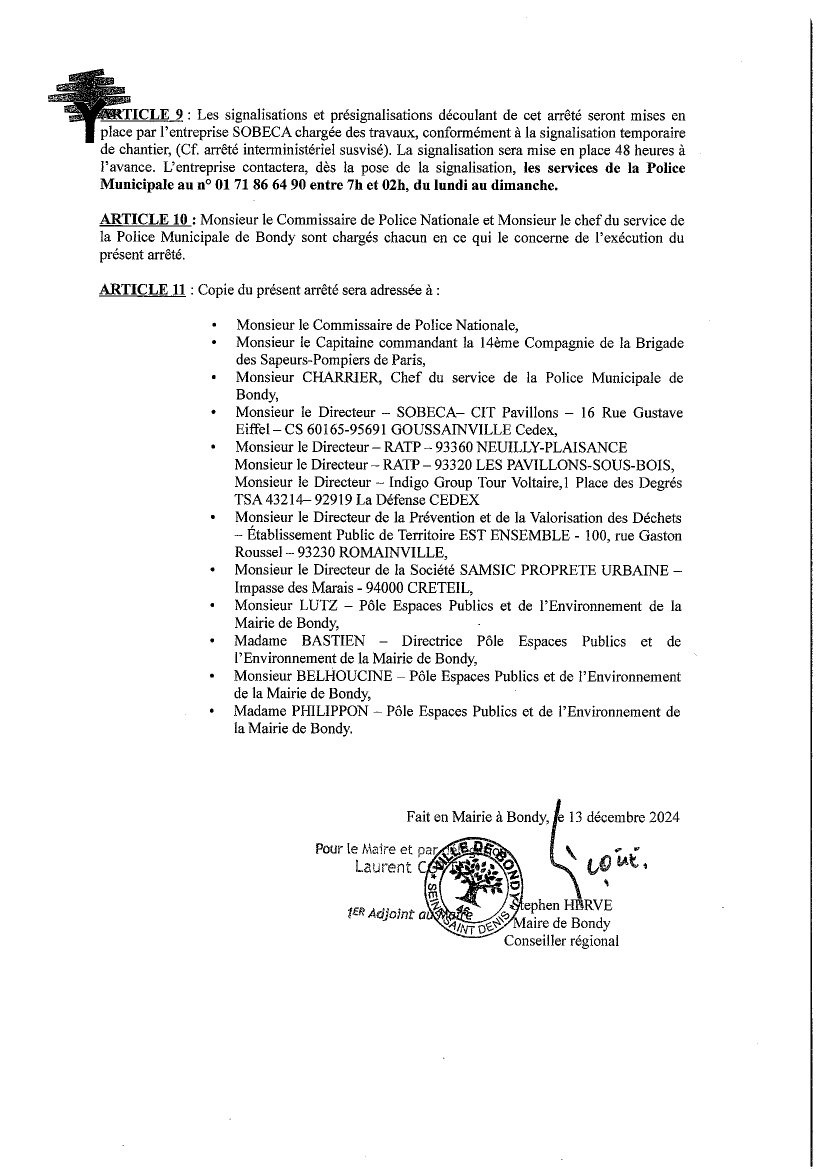 ARTICLE 9 : Les signalisations et présignalisations découlant de cet arrêté seront mises en
place par l'entreprise SOBECA chargée des travaux, conformément à la signalisation temporaire
de chantier, (Cf. arrêté interministériel susvisé). La signalisation sera mise en place 48 heures à
l'avance. L'entreprise contactera, dès la pose de la signalisation, les services de la Police
Municipale au n° 01 71 86 64 90 entre 7h et 02h, du lundi au dimanche.
ARTICLE 10 : Monsieur le Commissaire de Police Nationale et Monsieur le chef du service de
la Police Municipale de Bondy sont chargés chacun en ce qui le concerne de l'exécution du
présent arrêté.
ARTICLE 11 : Copie du présent arrêté sera adressée à :
• Monsieur le Commissaire de Police Nationale,
• Monsieur le Capitaine commandant la 14ème Compagnie de la Brigade
des Sapeurs-Pompiers de Paris,
• Monsieur CHARRIER, Chef du service de la Police Municipale de
Bondy,
• Monsieur le Directeur – SOBECA– CIT Pavillons – 16 Rue Gustave
Eiffel – CS 60165-95691 GOUSSAINVILLE Cedex,
• Monsieur le Directeur – RATP – 93360 NEUILLY-PLAISANCE
Monsieur le Directeur – RATP – 93320 LES PAVILLONS-SOUS-BOIS,
Monsieur le Directeur – Indigo Group Tour Voltaire,1 Place des Degrés
TSA 43214– 92919 La Défense CEDEX
• Monsieur le Directeur de la Prévention et de la Valorisation des Déchets
– Établissement Public de Territoire EST ENSEMBLE - 100, rue Gaston
Roussel – 93230 ROMAINVILLE,
• Monsieur le Directeur de la Société SAMSIC PROPRETE URBAINE –
Impasse des Marais - 94000 CRETEIL,
• Monsieur LUTZ – Pôle Espaces Publics et de l'Environnement de la
Mairie de Bondy,
• Madame BASTIEN – Directrice Pôle Espaces Publics et de
l'Environnement de la Mairie de Bondy,
• Monsieur BELHOUCINE – Pôle Espaces Publics et de l'Environnement
de la Mairie de Bondy,
• Madame PHILIPPON – Pôle Espaces Publics et de l'Environnement de
la Mairie de Bondy.
Fait en Mairie à Bondy, le 13 décembre 2024
Pour le Maire et par
Laurent
VILLE DE BONDY
SEINE SAINT DENIS
1ER Adjoint au Maire
Stephen HERVE
Maire de Bondy
Conseiller régional